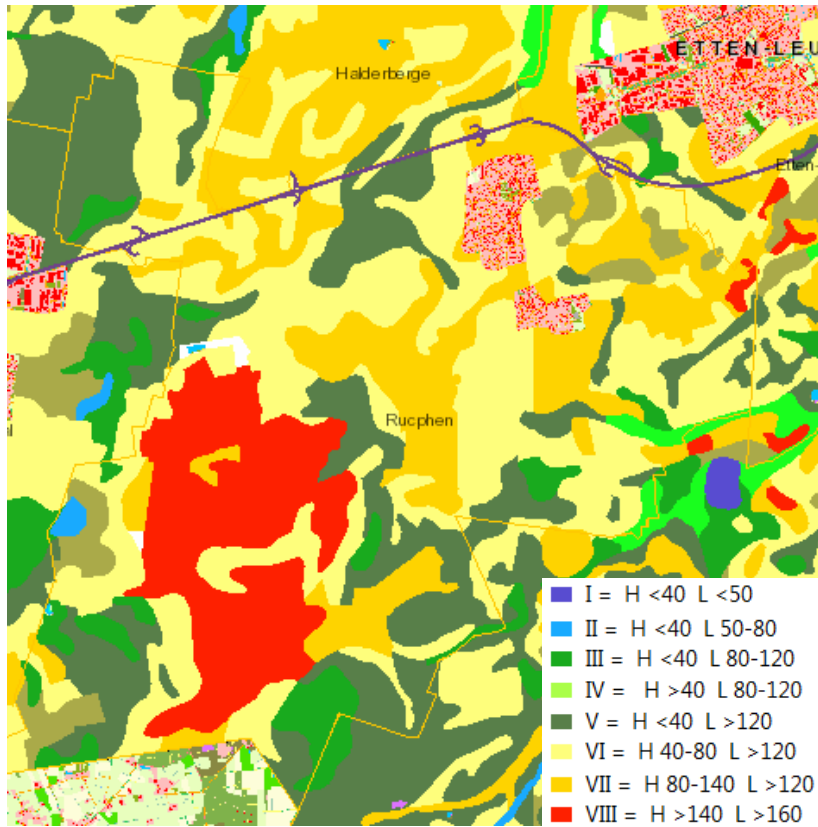 ETTEN-LEU
Halderberge
Etten-
Rucphen
al
I = H <40 L <50
II = H <40 L 50-80
III = H <40 L 80-120
IV = H >40 L 80-120
V = H <40 L >120
VI = H 40-80 L >120
VII = H 80-140 L >120
VIII = H >140 L >160